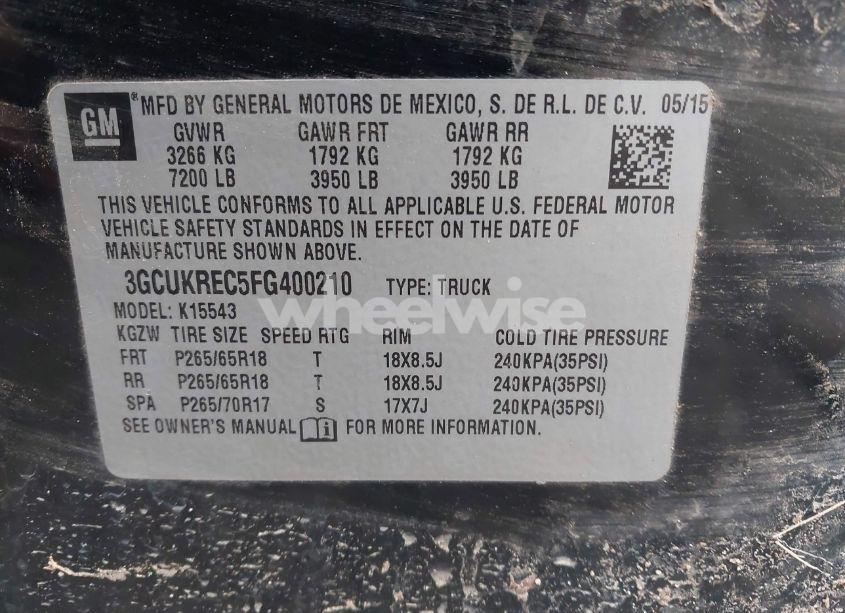 GM ® MFD BY GENERAL MOTORS DE MEXICO, S. DE R.L. DE C.V. 05/15
GVWR GAWR FRT GAWR RR
3266 KG 1792 KG 1792 KG
7200 LB 3950 LB 3950 LB
THIS VEHICLE CONFORMS TO ALL APPLICABLE U.S. FEDERAL MOTOR
VEHICLE SAFETY STANDARDS IN EFFECT ON THE DATE OF
MANUFACTURE SHOWN ABOVE.
3GCUKREC5FG400210 TYPE: TRUCK
wheelwise
MODEL: K15543
KGZW TIRE SIZE SPEED RTG RIM COLD TIRE PRESSURE
FRT P265/65R18 T 18X8.5J 240KPA(35PSI)
RR P265/65R18 T 18X8.5J 240KPA(35PSI)
SPA P265/70R17 S 17X7J 240KPA(35PSI)
SEE OWNER'S MANUAL i FOR MORE INFORMATION.